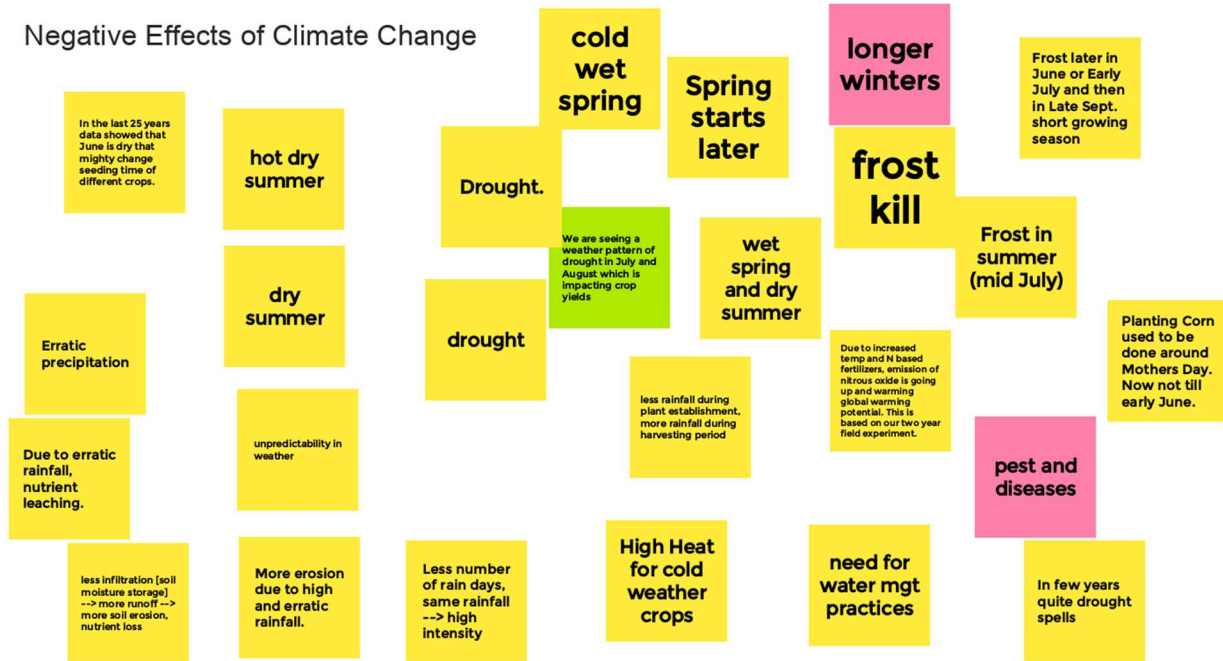 Negative Effects of Climate Change
cold
wet
spring
Spring
starts
later
longer
winters
Frost later in
June or Early
July and then
in Late Sept.
short growing
season
In the last 25 years
data showed that
June is dry that
mighty change
seeding time of
different crops.
hot dry
summer
Drought.
frost
kill
We are seeing a
weather pattern of
drought in July and
August which is
impacting crop
yields
wet
spring
and dry
summer
Frost in
summer
(mid July)
dry
summer
drought
Erratic
precipitation
Planting Corn
used to be
done around
Mothers Day.
Now not till
early June.
Due to increased
temp and N based
fertilizers, emission of
nitrous oxide is going
up and warming
global warming
potential. This is
based on our two year
field experiment.
less rainfall during
plant establishment,
more rainfall during
harvesting period
unpredictability in
weather
Due to erratic
rainfall,
nutrient
leaching.
pest and
diseases
less infiltration [soil
moisture storage]
--> more runoff -->
more soil erosion,
nutrient loss
More erosion
due to high
and erratic
rainfall.
Less number
of rain days,
same rainfall
--> high
intensity
High Heat
for cold
weather
crops
need for
water mgt
practices
In few years
quite drought
spells